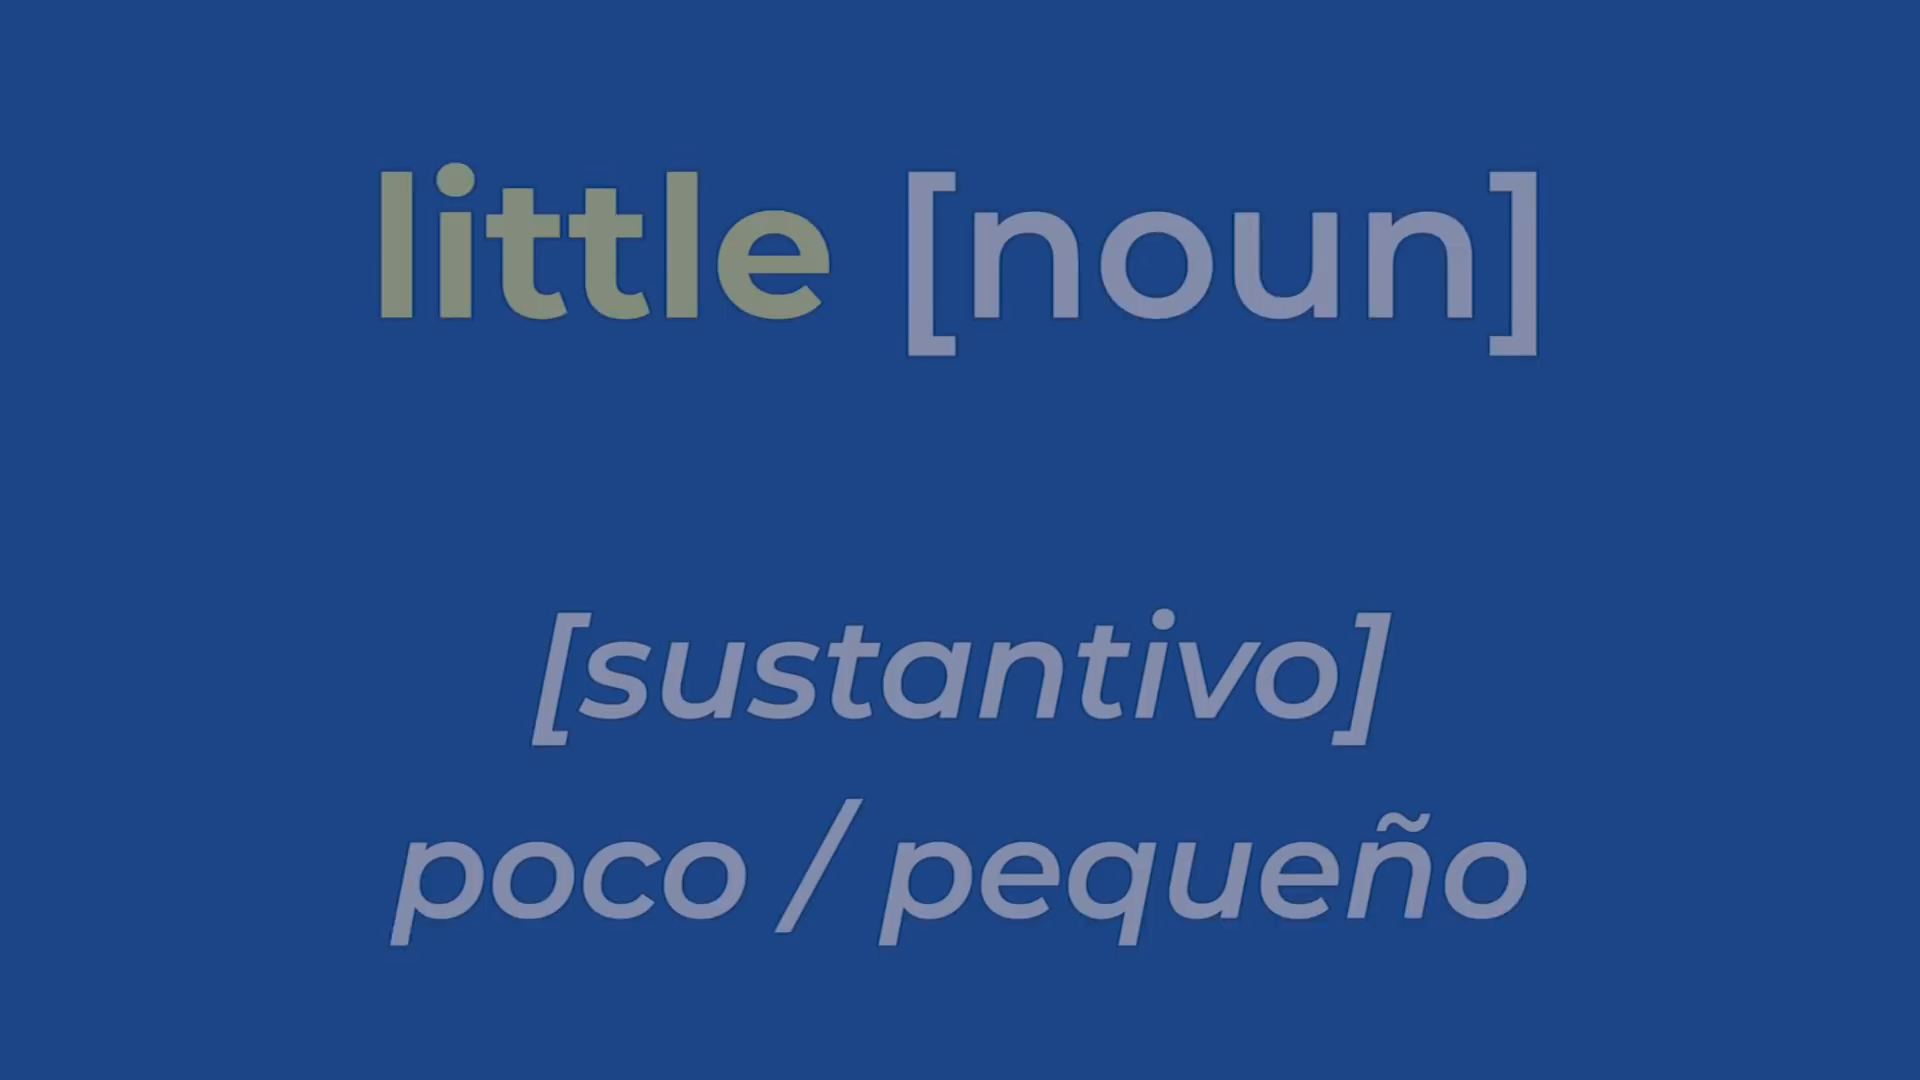 little [noun]
[sustantivo]
poco / pequeño